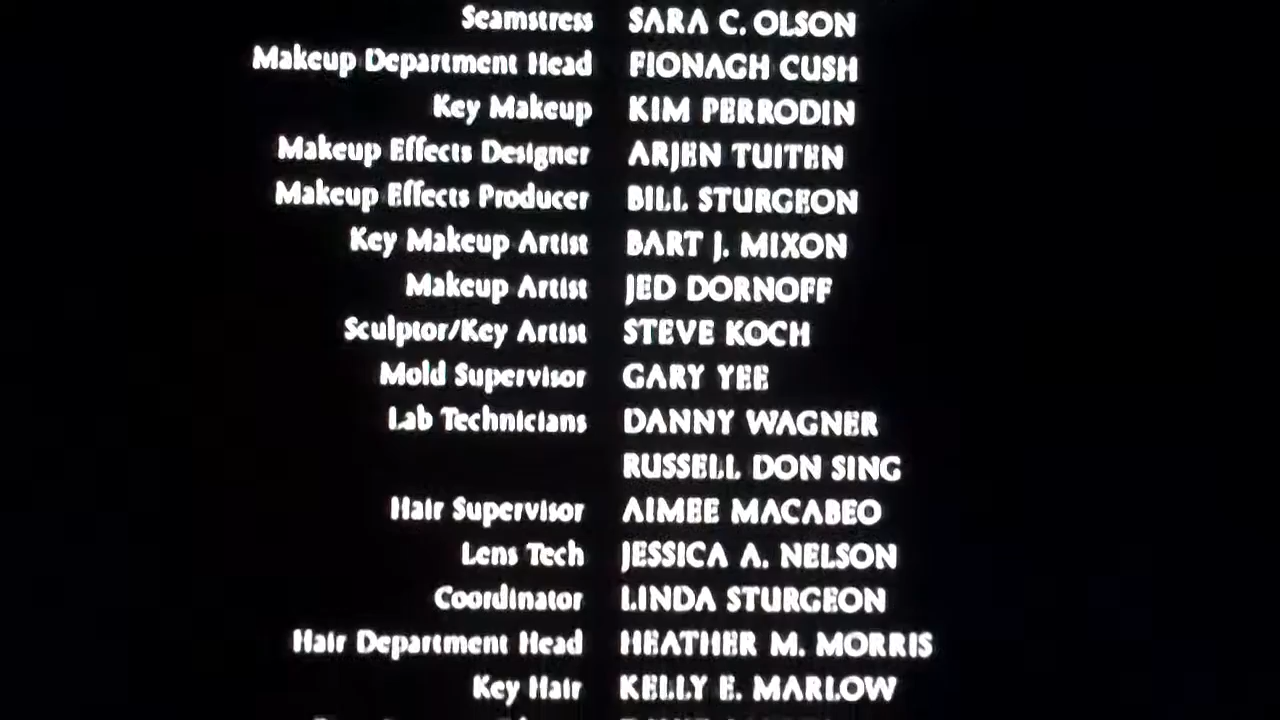 Seamstress SARA C. OLSON
Makeup Department Head FIONAGH CUSH
Key Makeup KIM PERRODIN
Makeup Effects Designer ARJEN TUITEN
Makeup Effects Producer BILL STURGEON
Key Makeup Artist BART J. MIXON
Makeup Artist JED DORNOFF
Sculptor/Key Artist STEVE KOCH
Mold Supervisor GARY YEE
Lab Technicians DANNY WAGNER
RUSSELL DON SING
Hair Supervisor AIMEE MACABEO
Lens Tech JESSICA A. NELSON
Coordinator LINDA STURGEON
Hair Department Head HEATHER M. MORRIS
Key Hair KELLY E. MARLOW